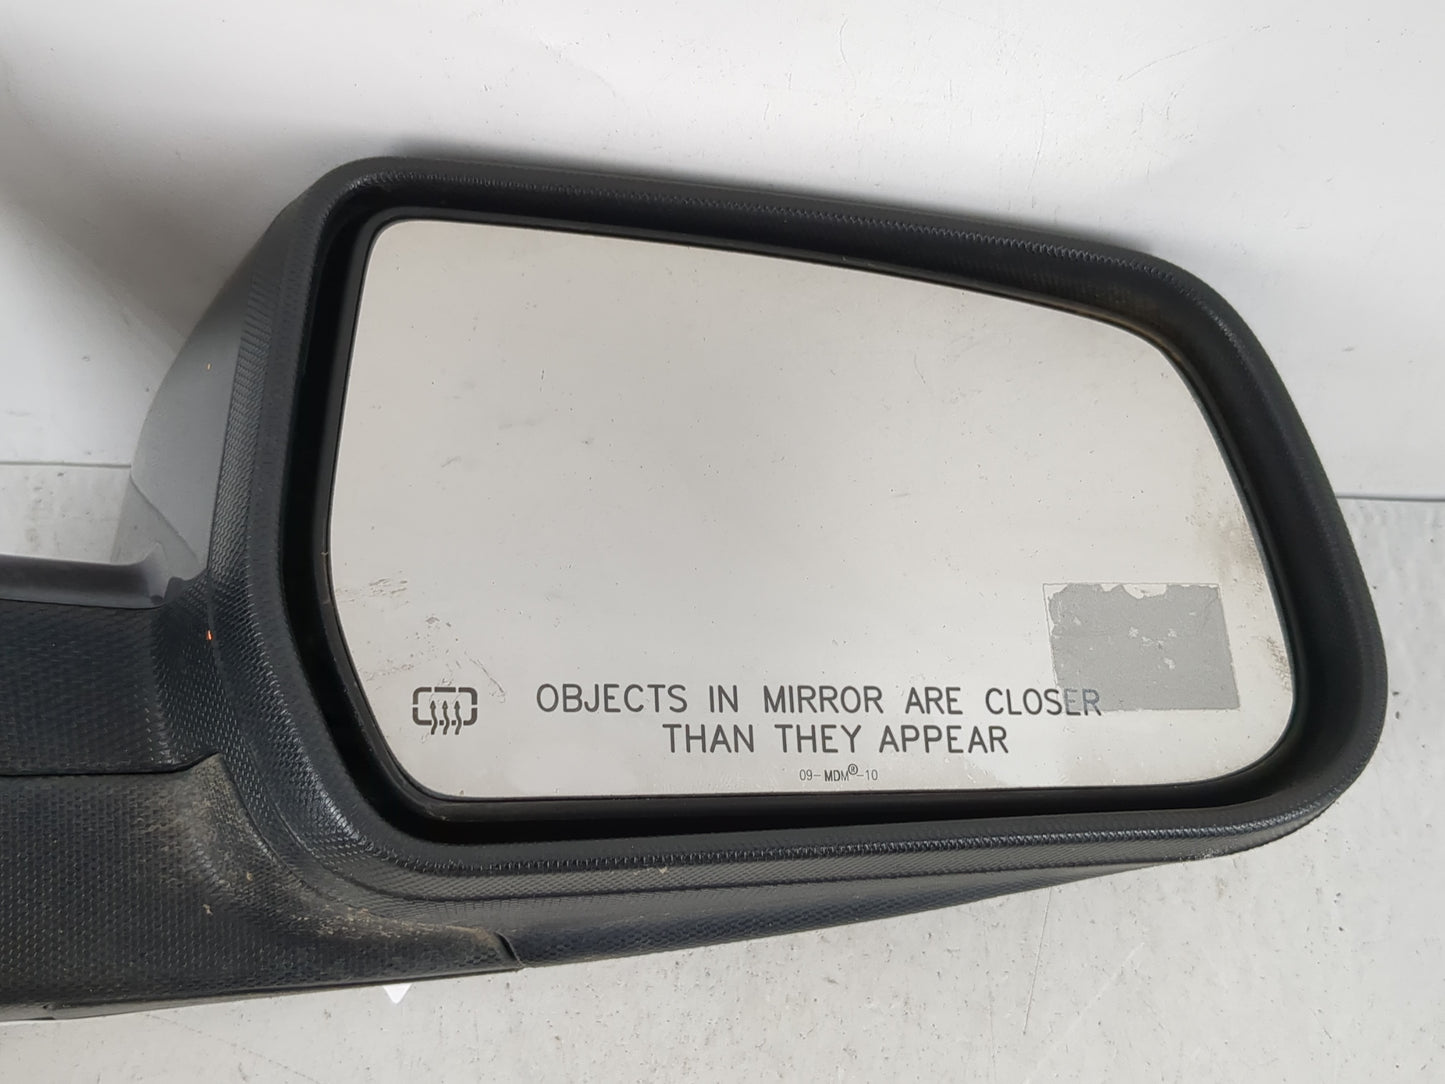 OBJECTS IN MIRROR ARE CLOSER
THAN THEY APPEAR
09-MDM®-10